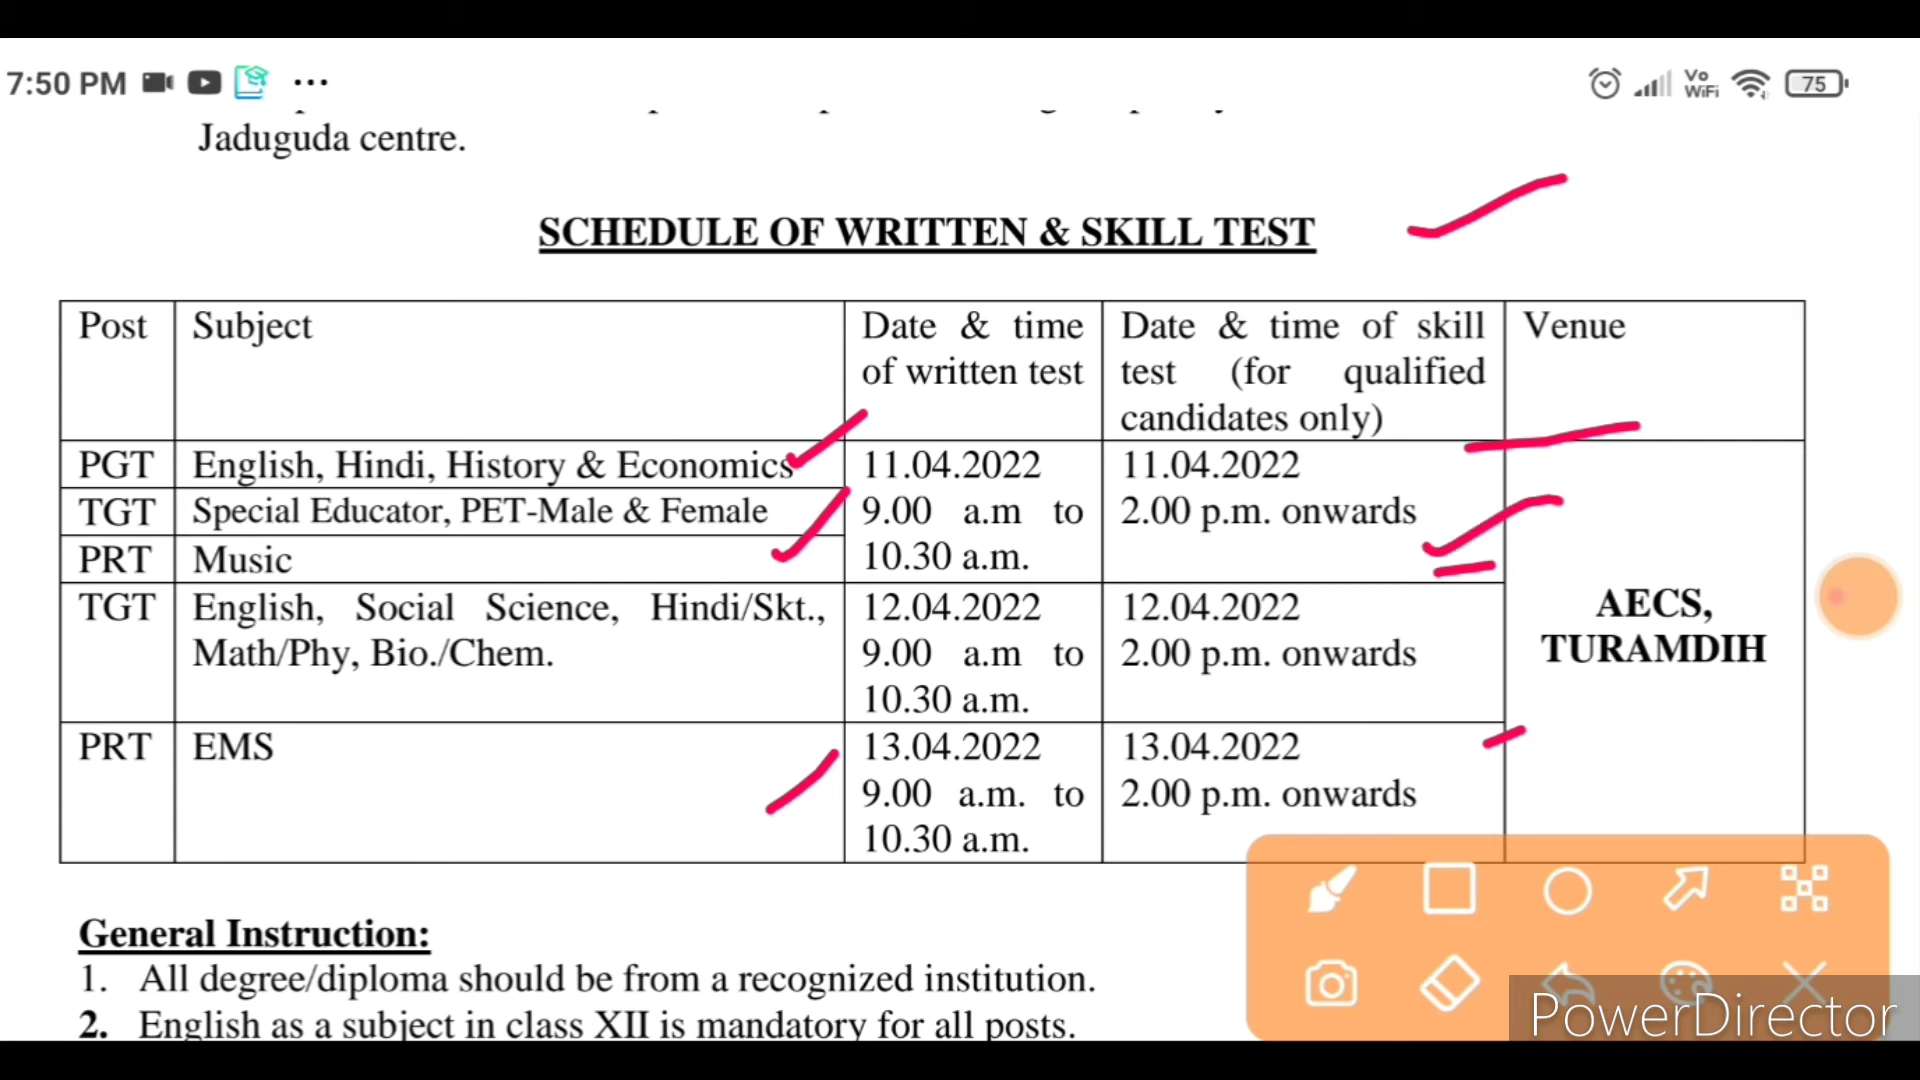 7:50 PM
Vo
WiFi
75
Jaduguda centre.
SCHEDULE OF WRITTEN & SKILL TEST
Post
Subject
Date & time
of written test
Date & time of skill
test (for qualified
candidates only)
Venue
PGT
English, Hindi, History & Economics
TGT
Special Educator, PET-Male & Female
PRT
Music
11.04.2022
9.00 a.m to
10.30 a.m.
11.04.2022
2.00 p.m. onwards
TGT
English, Social Science, Hindi/Skt.,
Math/Phy, Bio./Chem.
12.04.2022
9.00 a.m to
10.30 a.m.
12.04.2022
2.00 p.m. onwards
AECS,
TURAMDIH
PRT
EMS
13.04.2022
9.00 a.m. to
10.30 a.m.
13.04.2022
2.00 p.m. onwards
General Instruction:
1. All degree/diploma should be from a recognized institution.
2. English as a subject in class XII is mandatory for all posts.
PowerDirector